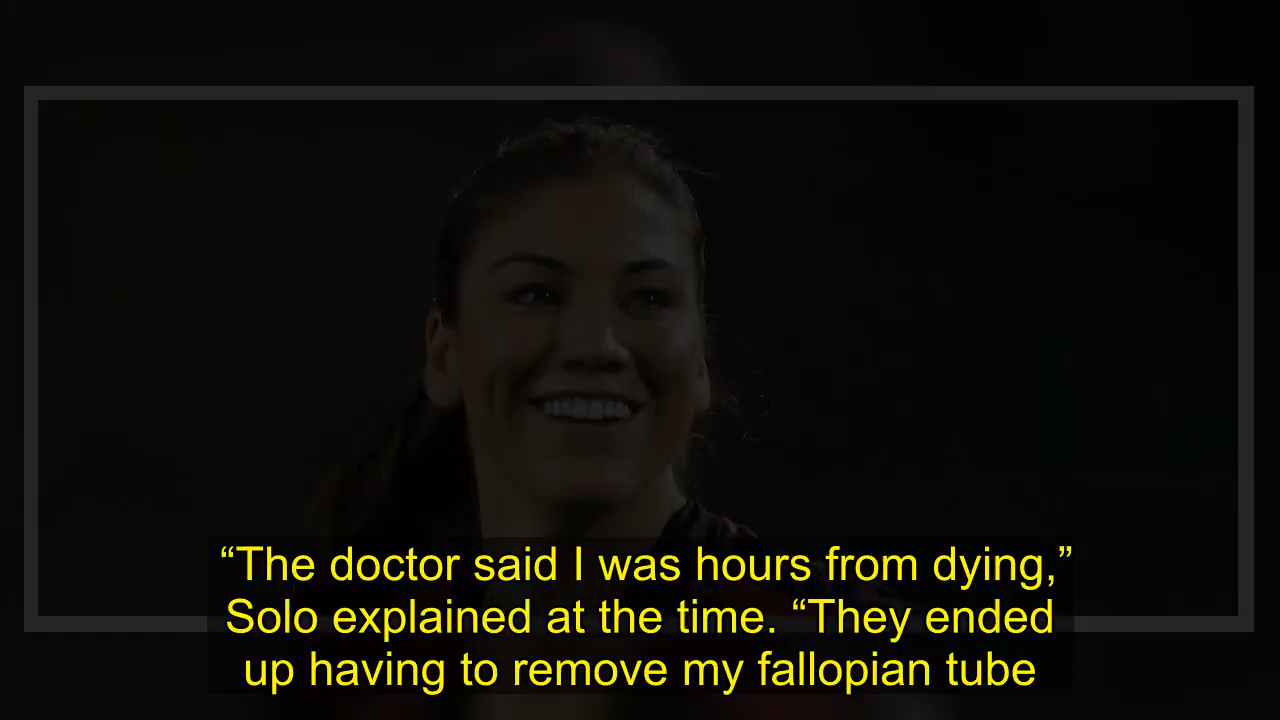 “The doctor said I was hours from dying,”
Solo explained at the time. “They ended
up having to remove my fallopian tube